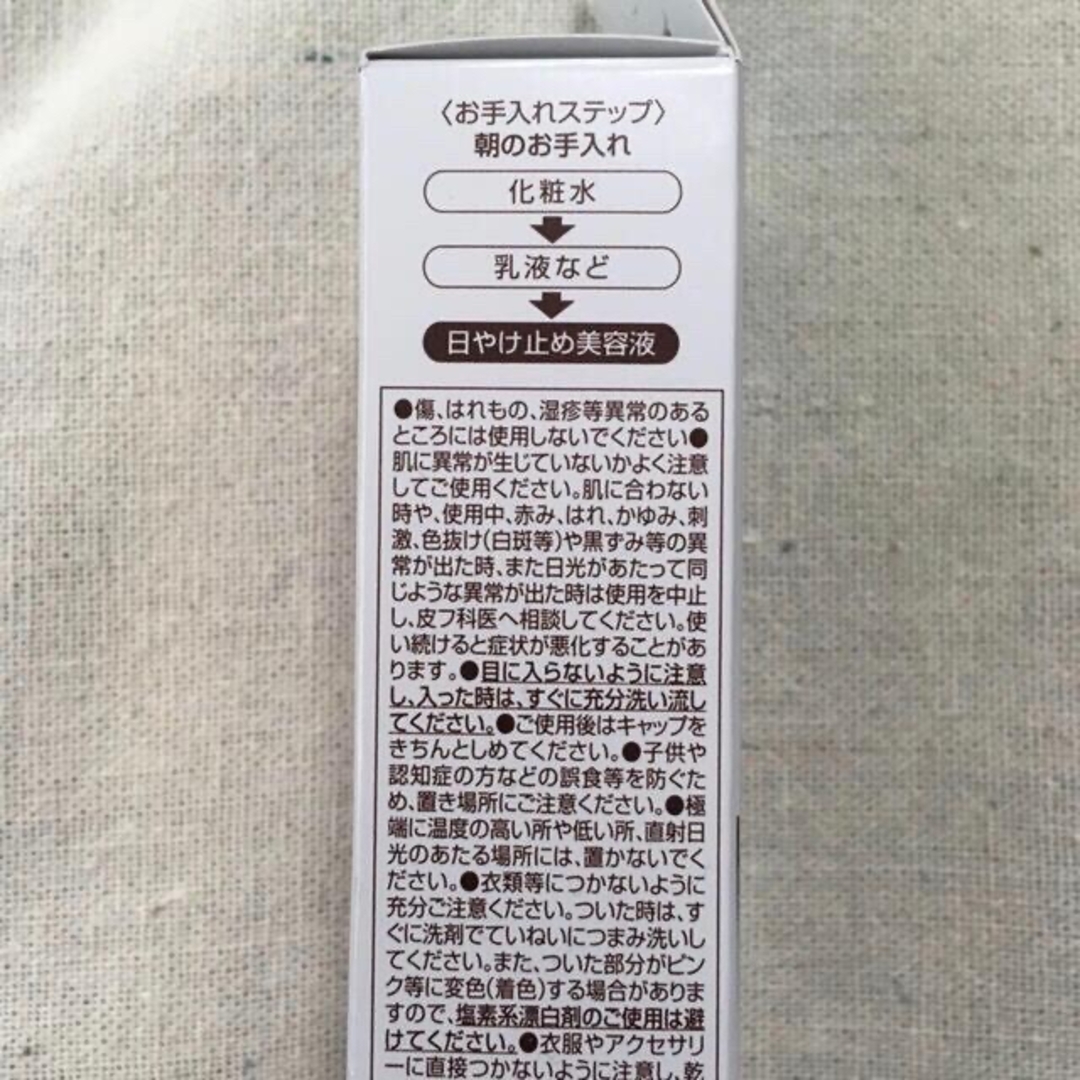 〈お手入れステップ〉
朝のお手入れ
化粧水
乳液など
日やけ止め美容液
●傷、はれもの、湿疹等異常のある
ところには使用しないでください●
肌に異常が生じていないかよく注意
してご使用ください。肌に合わない
時や、使用中、赤み、はれ、かゆみ、刺
激、色抜け(白斑等)や黒ずみ等の異
常が出た時、また日光があたって同
じような異常が出た時は使用を中止
し、皮フ科医へ相談してください。使
い続けると症状が悪化することがあ
ります。●目に入らないように注意
し、入った時は、すぐに充分洗い流し
てください。●ご使用後はキャップを
きちんとしめてください。●子供や
認知症の方などの誤食等を防ぐた
め、置き場所にご注意ください。●極
端に温度の高い所や低い所、直射日
光のあたる場所には、置かないでく
ださい。●衣類等につかないように
充分ご注意ください。ついた時は、す
ぐに洗剤でていねいにつまみ洗いし
てください。また、ついた部分がピン
ク等に変色(着色)する場合がありま
すので、塩素系漂白剤のご使用は避
けてください。●衣服やアクセサリ
ーに直接つかないように注意し、乾